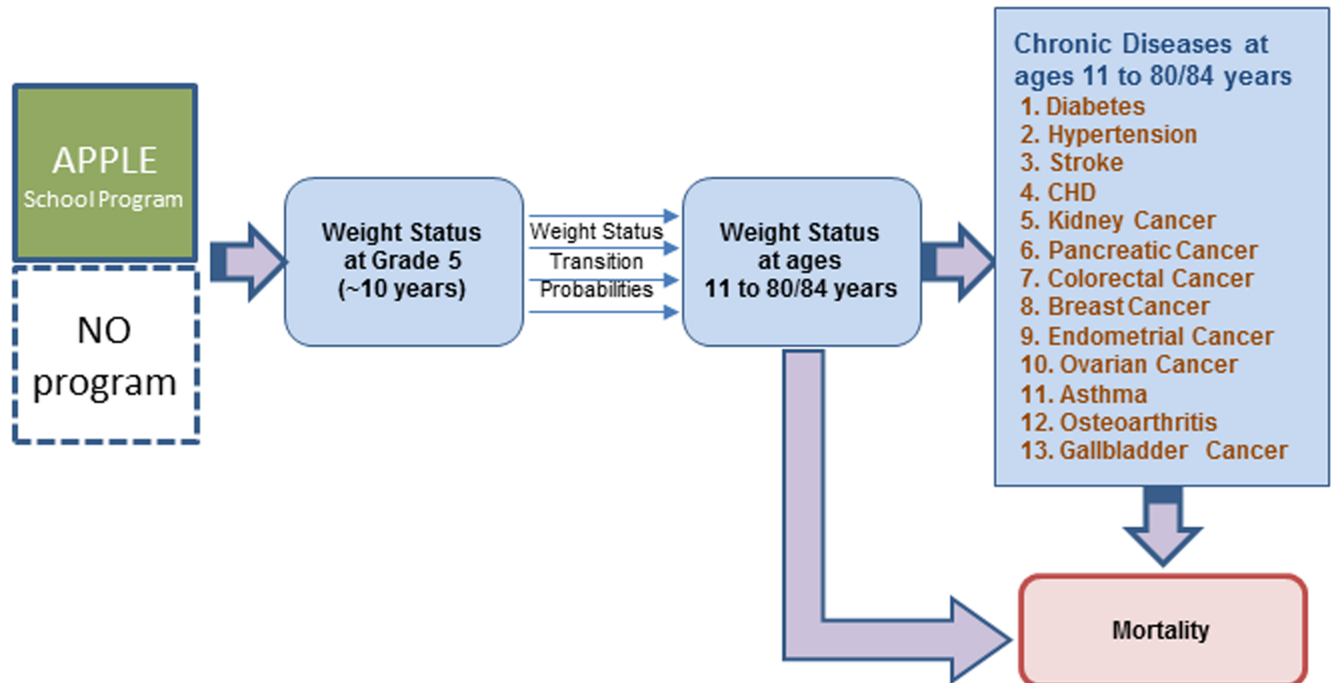 APPLE
School Program
NO
program
Weight Status
at Grade 5
(~10 years)
Weight Status
Transition
Probabilities
Weight Status
at ages
11 to 80/84 years
Chronic Diseases at
ages 11 to 80/84 years
1. Diabetes
2. Hypertension
3. Stroke
4. CHD
5. Kidney Cancer
6. Pancreatic Cancer
7. Colorectal Cancer
8. Breast Cancer
9. Endometrial Cancer
10. Ovarian Cancer
11. Asthma
12. Osteoarthritis
13. Gallbladder Cancer
Mortality